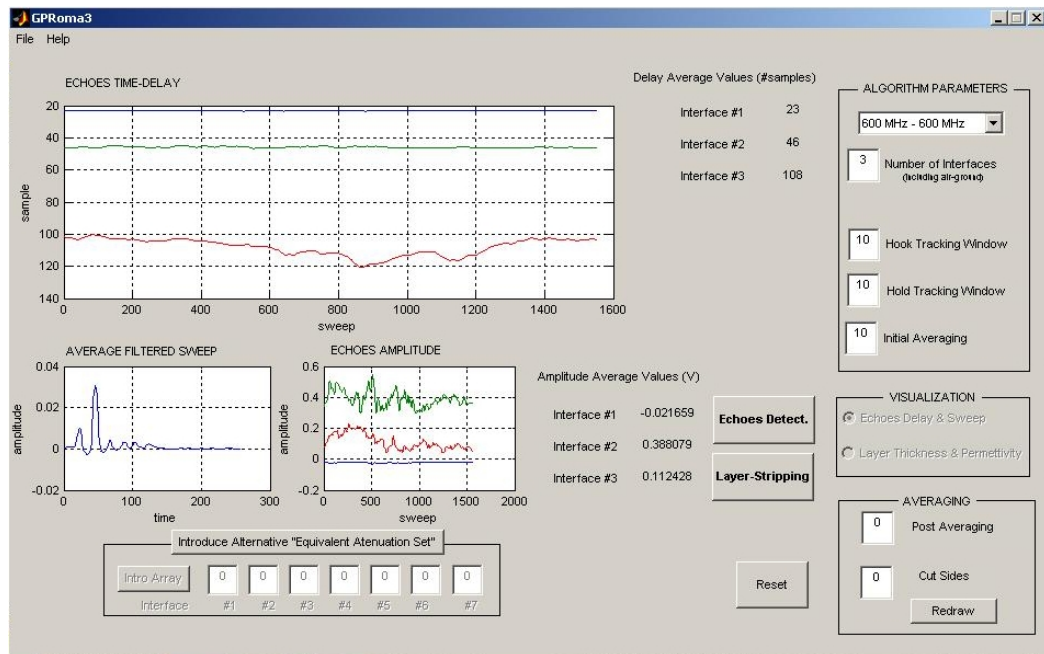 GPRoma3
File Help
ECHOES TIME-DELAY
20
40
60
80
100
120
140
sample
0 200 400 600 800 1000 1200 1400 1600
sweep
Delay Average Values (#samples)
Interface #1 23
Interface #2 46
Interface #3 108
ALGORITHM PARAMETERS
600 MHz - 600 MHz
3 Number of Interfaces
(including air-ground)
10 Hook Tracking Window
10 Hold Tracking Window
10 Initial Averaging
AVERAGE FILTERED SWEEP
0.04
0.02
0
-0.02
amplitude
0 100 200 300
time
ECHOES AMPLITUDE
0.6
0.4
0.2
0
-0.2
amplitude
0 500 1000 1500 2000
sweep
Amplitude Average Values (V)
Interface #1 -0.021659
Interface #2 0.388079
Interface #3 0.112428
Echoes Detect.
Layer-Stripping
VISUALIZATION
Echoes Delay & Sweep
Layer Thickness & Permettivity
AVERAGING
0 Post Averaging
0 Cut Sides
Redraw
Introduce Alternative "Equivalent Atenuation Set"
Intro Array 0 0 0 0 0 0 0
Interface #1 #2 #3 #4 #5 #6 #7
Reset